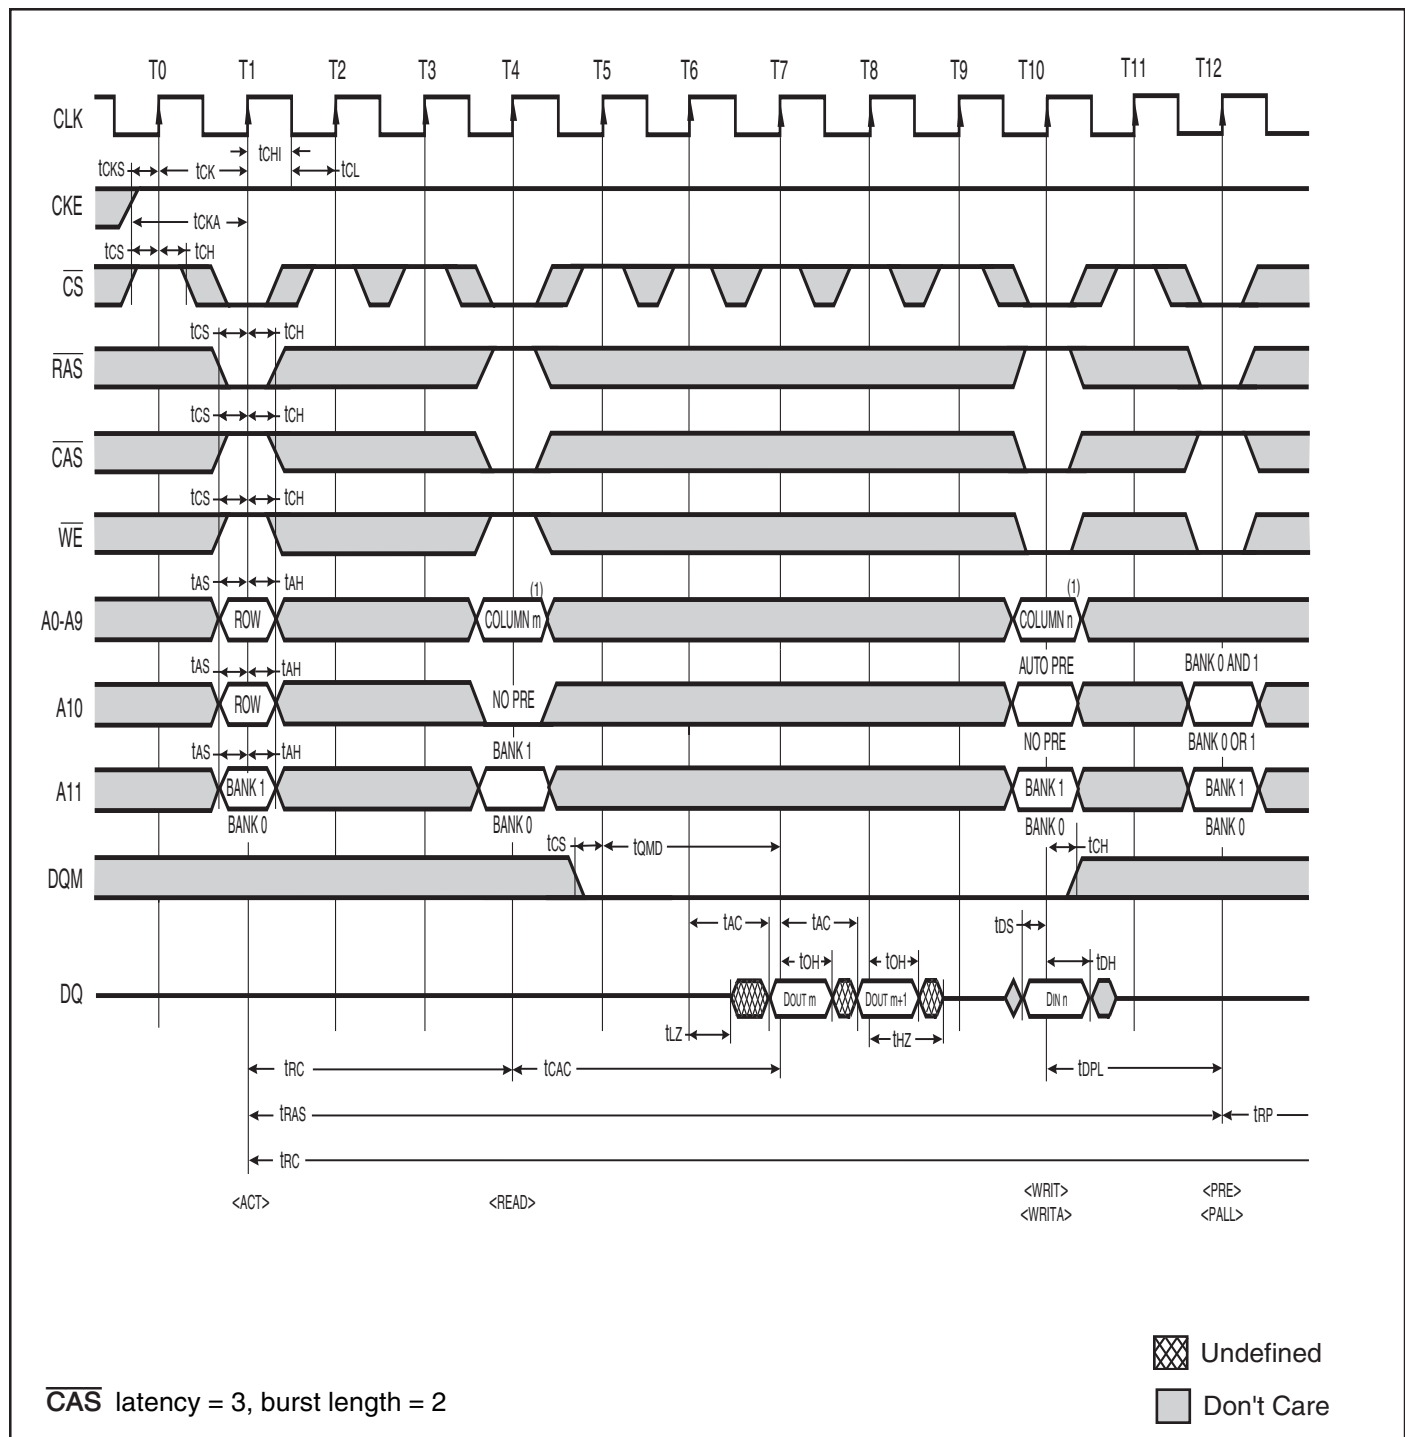 T0 T1 T2 T3 T4 T5 T6 T7 T8 T9 T10 T11 T12
CLK
tCHI
tCKS tCK tCL
CKE
tCKA
tCS tCH
CS
tCS tCH
RAS
tCS tCH
CAS
tCS tCH
WE
tAS tAH (1) (1)
A0-A9 ROW COLUMN m COLUMN n
tAS tAH AUTO PRE BANK 0 AND 1
A10 ROW NO PRE
NO PRE BANK 0 OR 1
tAS tAH BANK 1
A11 BANK 1 BANK 1 BANK 1
BANK 0 BANK 0 BANK 0 BANK 0
tCS tQMD tCH
DQM
tAC tAC tDS
tOH tOH tDH
DQ DOUT m DOUT m+1 DIN n
tLZ tHZ
tRC tCAC tDPL
tRAS tRP
tRC
<ACT> <READ> <WRIT> <PRE>
<WRITA> <PALL>
Undefined
CAS latency = 3, burst length = 2
Don't Care